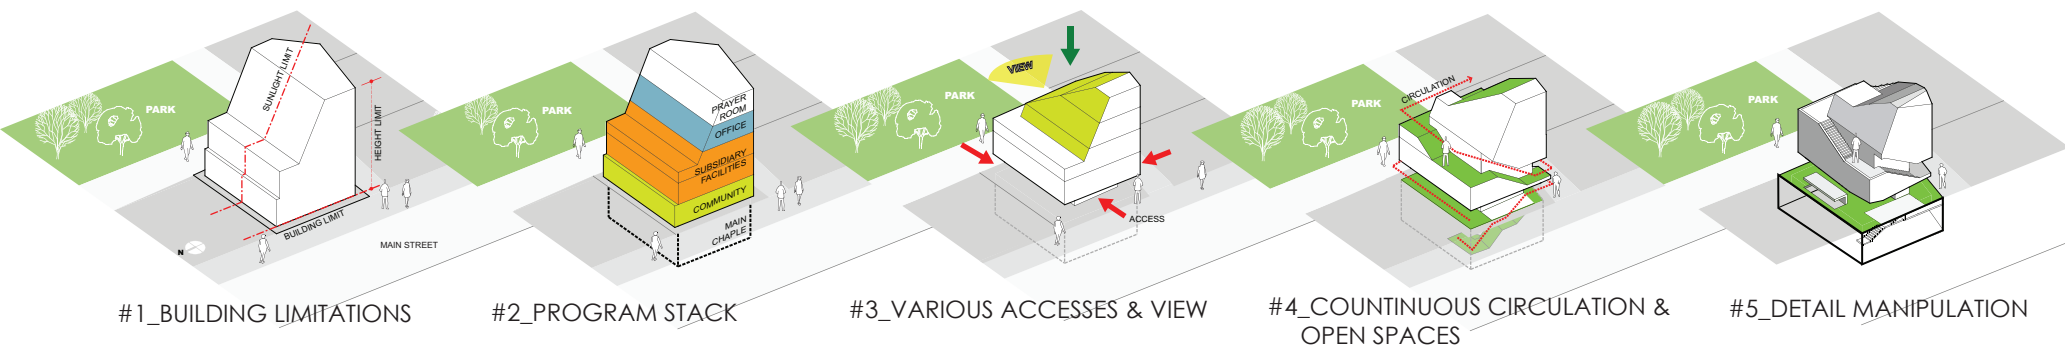 PARK
SUNLIGHT LIMIT
HEIGHT LIMIT
BUILDING LIMIT
MAIN STREET
N
#1_BUILDING LIMITATIONS
PARK
PRAYER
ROOM
OFFICE
SUBSIDIARY
FACILITIES
COMMUNITY
MAIN
CHAPLE
#2_PROGRAM STACK
PARK
VIEW
ACCESS
#3_VARIOUS ACCESSES & VIEW
PARK
CIRCULATION
#4_COUNTINUOUS CIRCULATION &
OPEN SPACES
PARK
#5_DETAIL MANIPULATION